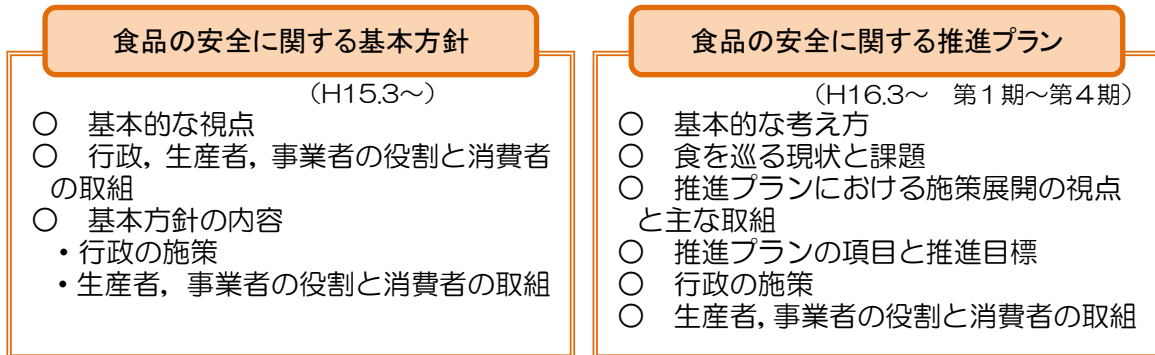 食品の安全に関する基本方針
（H15.3～）
○　基本的な視点
○　行政，生産者，事業者の役割と消費者
の取組
○　基本方針の内容
・行政の施策
・生産者，事業者の役割と消費者の取組
食品の安全に関する推進プラン
（H16.3～　第１期～第４期）
○　基本的な考え方
○　食を巡る現状と課題
○　推進プランにおける施策展開の視点
と主な取組
○　推進プランの項目と推進目標
○　行政の施策
○　生産者，事業者の役割と消費者の取組